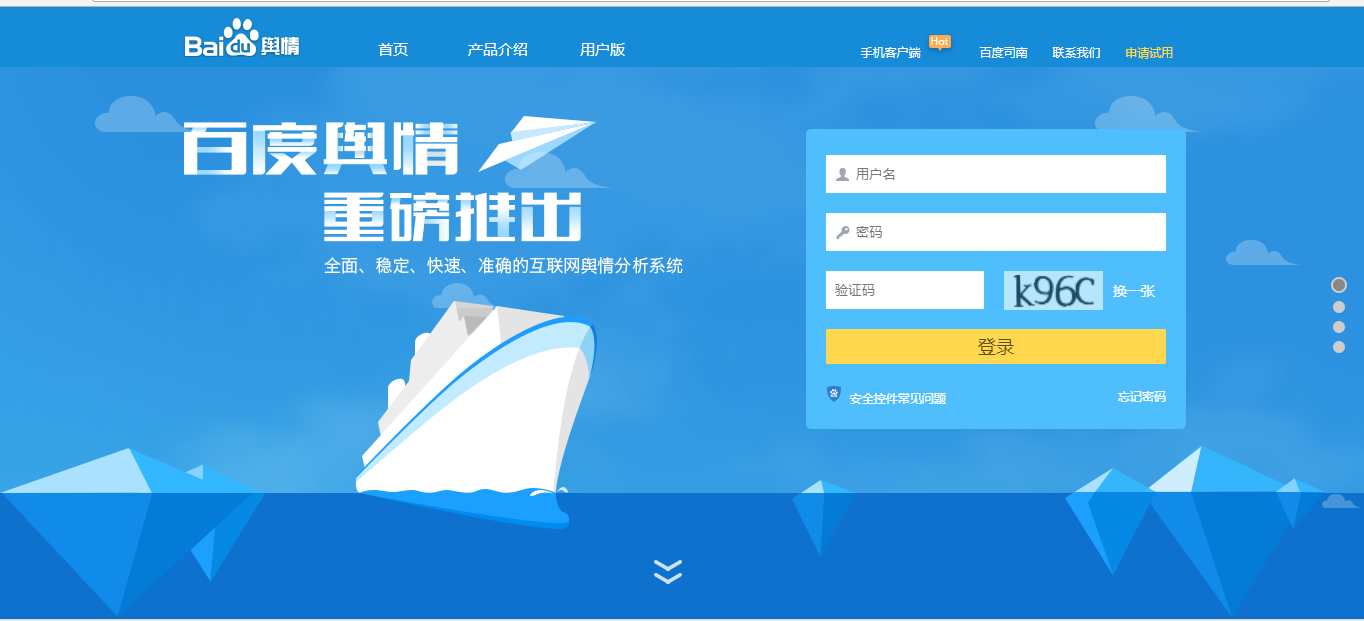 Bai du 舆情
首页 产品介绍 用户版
手机客户端 Hot 百度司南 联系我们 申请试用
百度舆情
重磅推出
全面、稳定、快速、准确的互联网舆情分析系统
用户名
密码
验证码 k96C 换一张
登录
安全控件常见问题 忘记密码